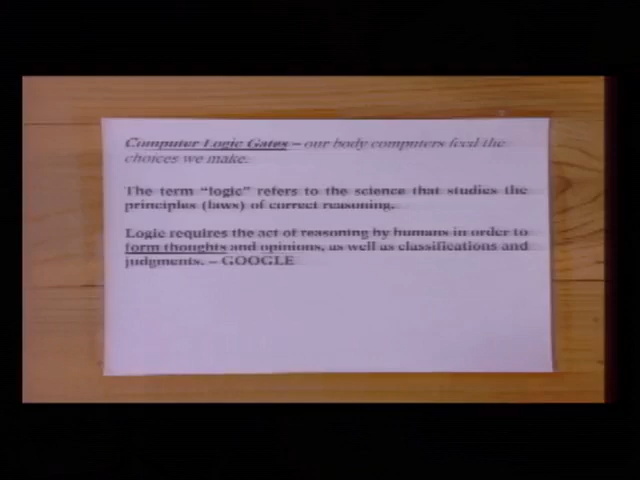 Computer Logic Gates – our body computers feed the
choices we make.
The term “logic” refers to the science that studies the
principles (laws) of correct reasoning.
Logic requires the act of reasoning by humans in order to
form thoughts and opinions, as well as classifications and
judgments. – GOOGLE